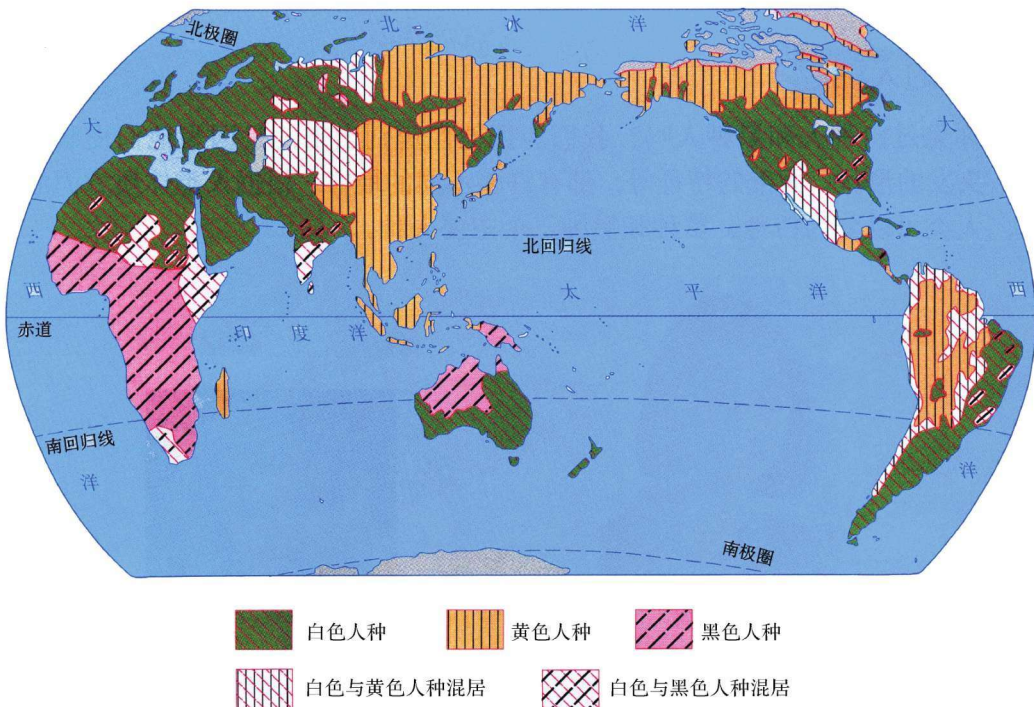 北 冰 洋
北极圈
大
大
北回归线
西
太 平 洋
西
赤道
印 度 洋
南回归线
洋
洋
南极圈
白色人种
黄色人种
黑色人种
白色与黄色人种混居
白色与黑色人种混居